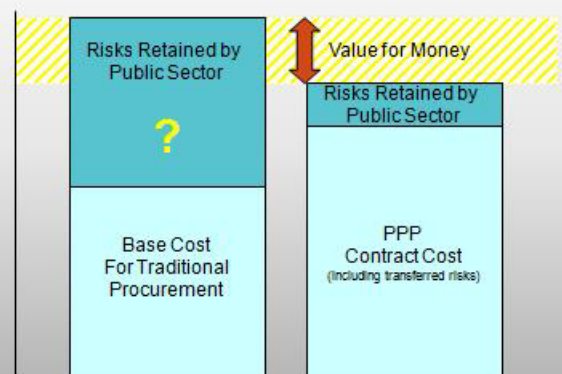 Risks Retained by
Public Sector
?
Base Cost
For Traditional
Procurement
Value for Money
Risks Retained by
Public Sector
PPP
Contract Cost
(including transferred risks)